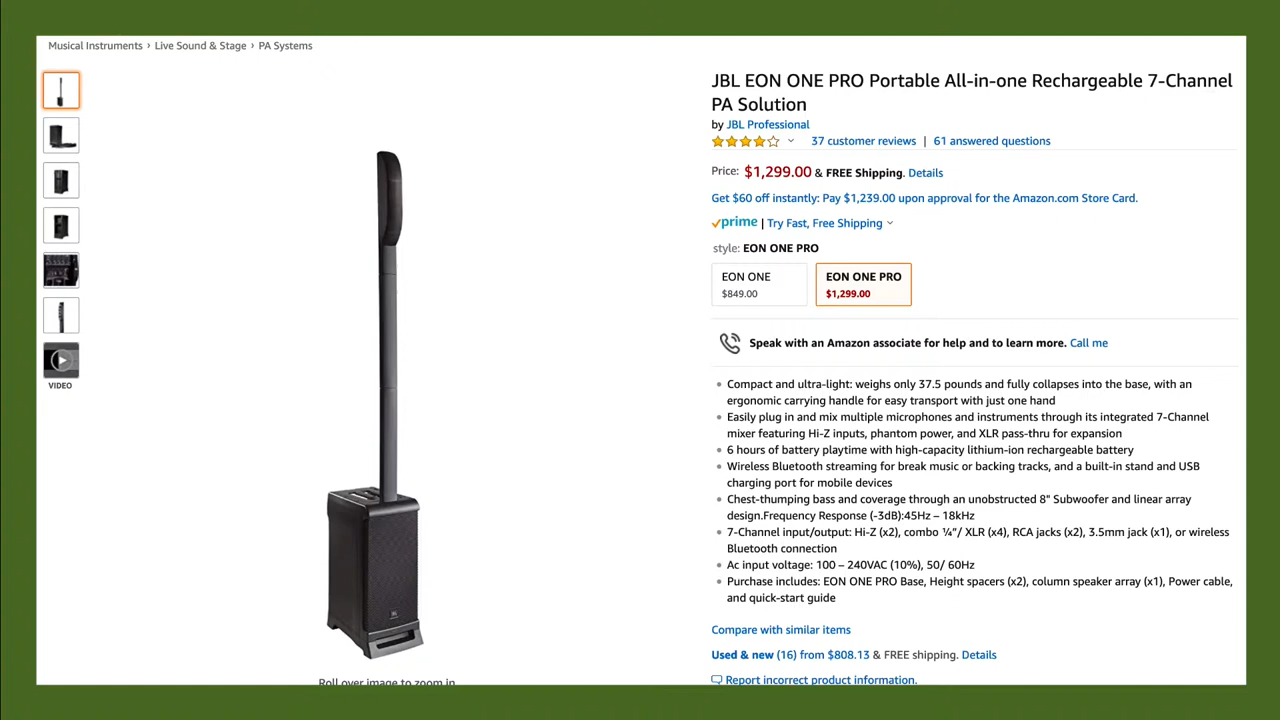 Musical Instruments › Live Sound & Stage › PA Systems
JBL EON ONE PRO Portable All-in-one Rechargeable 7-Channel
PA Solution
by JBL Professional
37 customer reviews | 61 answered questions
Price: $1,299.00 & FREE Shipping. Details
Get $60 off instantly: Pay $1,239.00 upon approval for the Amazon.com Store Card.
prime | Try Fast, Free Shipping
style: EON ONE PRO
EON ONE
$849.00
EON ONE PRO
$1,299.00
Speak with an Amazon associate for help and to learn more. Call me
VIDEO
• Compact and ultra-light: weighs only 37.5 pounds and fully collapses into the base, with an
ergonomic carrying handle for easy transport with just one hand
• Easily plug in and mix multiple microphones and instruments through its integrated 7-Channel
mixer featuring Hi-Z inputs, phantom power, and XLR pass-thru for expansion
• 6 hours of battery playtime with high-capacity lithium-ion rechargeable battery
• Wireless Bluetooth streaming for break music or backing tracks, and a built-in stand and USB
charging port for mobile devices
• Chest-thumping bass and coverage through an unobstructed 8" Subwoofer and linear array
design.Frequency Response (-3dB):45Hz – 18kHz
• 7-Channel input/output: Hi-Z (x2), combo ¼”/ XLR (x4), RCA jacks (x2), 3.5mm jack (x1), or wireless
Bluetooth connection
• Ac input voltage: 100 – 240VAC (10%), 50/ 60Hz
• Purchase includes: EON ONE PRO Base, Height spacers (x2), column speaker array (x1), Power cable,
and quick-start guide
Compare with similar items
Used & new (16) from $808.13 & FREE shipping. Details
Report incorrect product information.
Roll over image to zoom in